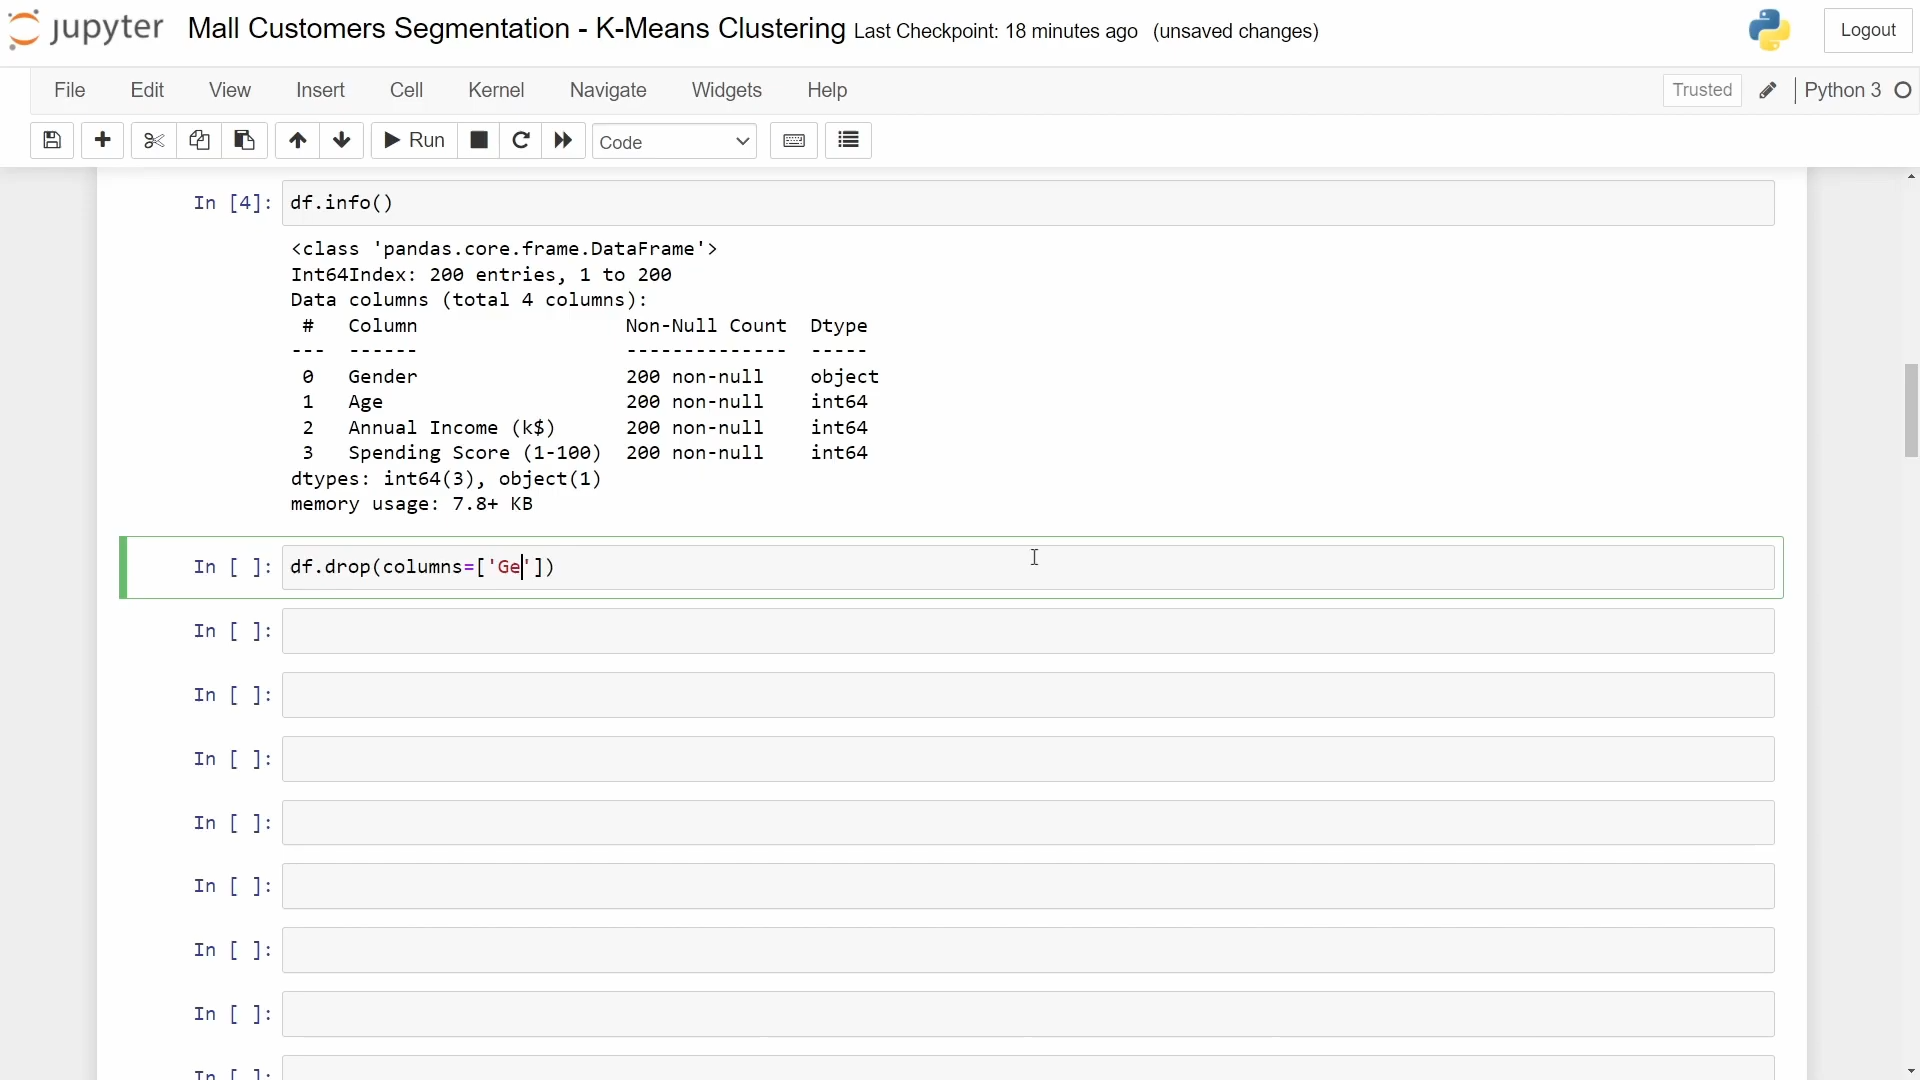 jupyter Mall Customers Segmentation - K-Means Clustering Last Checkpoint: 18 minutes ago (unsaved changes) Logout
File Edit View Insert Cell Kernel Navigate Widgets Help Trusted Python 3
Run Code
In [4]: df.info()
<class 'pandas.core.frame.DataFrame'>
Int64Index: 200 entries, 1 to 200
Data columns (total 4 columns):
# Column Non-Null Count Dtype
--- ------ -------------- -----
0 Gender 200 non-null object
1 Age 200 non-null int64
2 Annual Income (k$) 200 non-null int64
3 Spending Score (1-100) 200 non-null int64
dtypes: int64(3), object(1)
memory usage: 7.8+ KB
In [ ]: df.drop(columns=['Ge'])
In [ ]:
In [ ]:
In [ ]:
In [ ]:
In [ ]:
In [ ]:
In [ ]:
In [ ]: